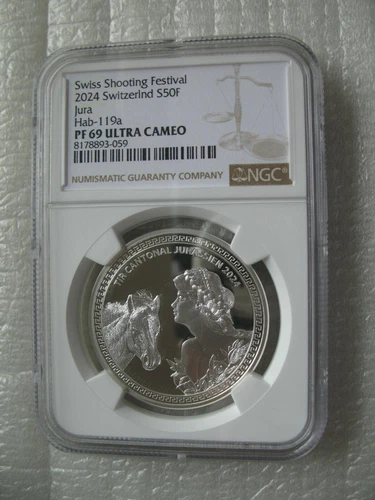 Swiss Shooting Festival
2024 Switzerlnd S50F
Jura
Hab-119a
PF 69 ULTRA CAMEO
8178893-059
NUMISMATIC GUARANTY COMPANY
NGC®
TIR CANTONAL JURASSIEN 2024